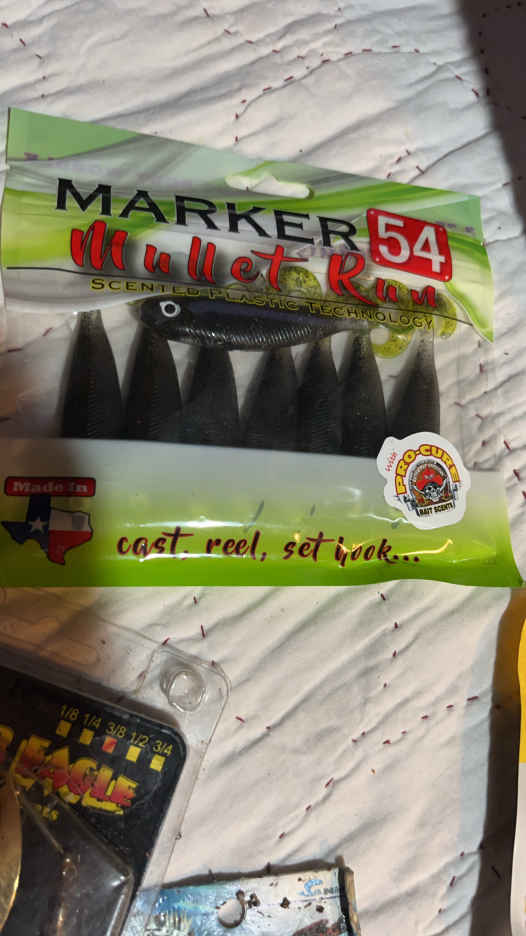 MARKER 54
Mullet Run
SCENTED PLASTIC TECHNOLOGY
With
PRO-CURE
BAIT SCENTS
Made In
cast, reel, set hook...
1/8 1/4 3/8 1/2 3/4
EAGLE